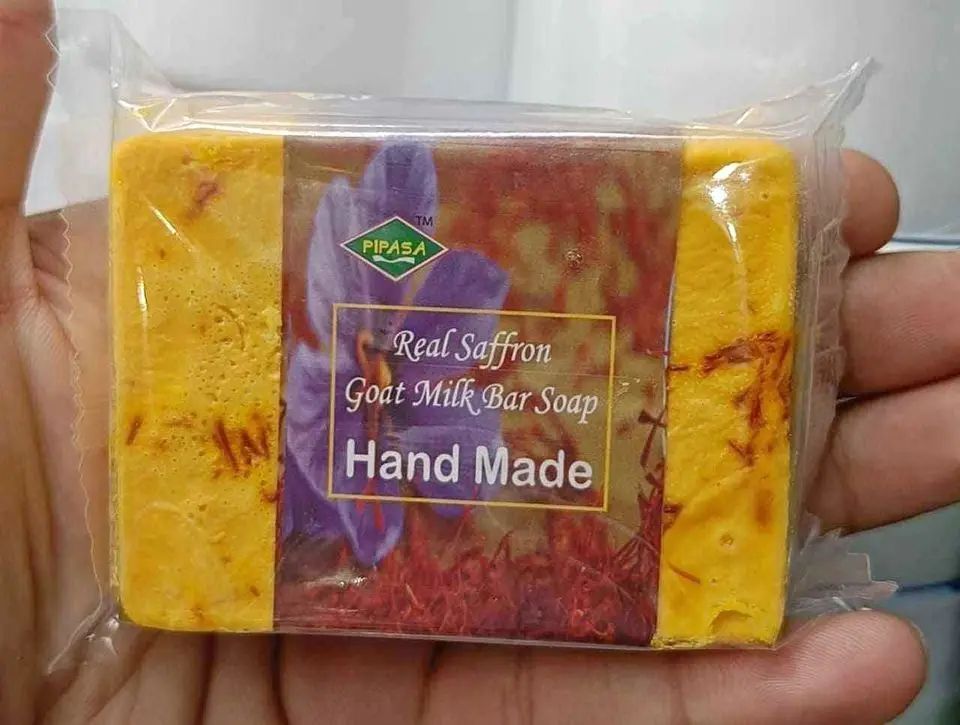 TM
PIPASA
Real Saffron
Goat Milk Bar Soap
Hand Made